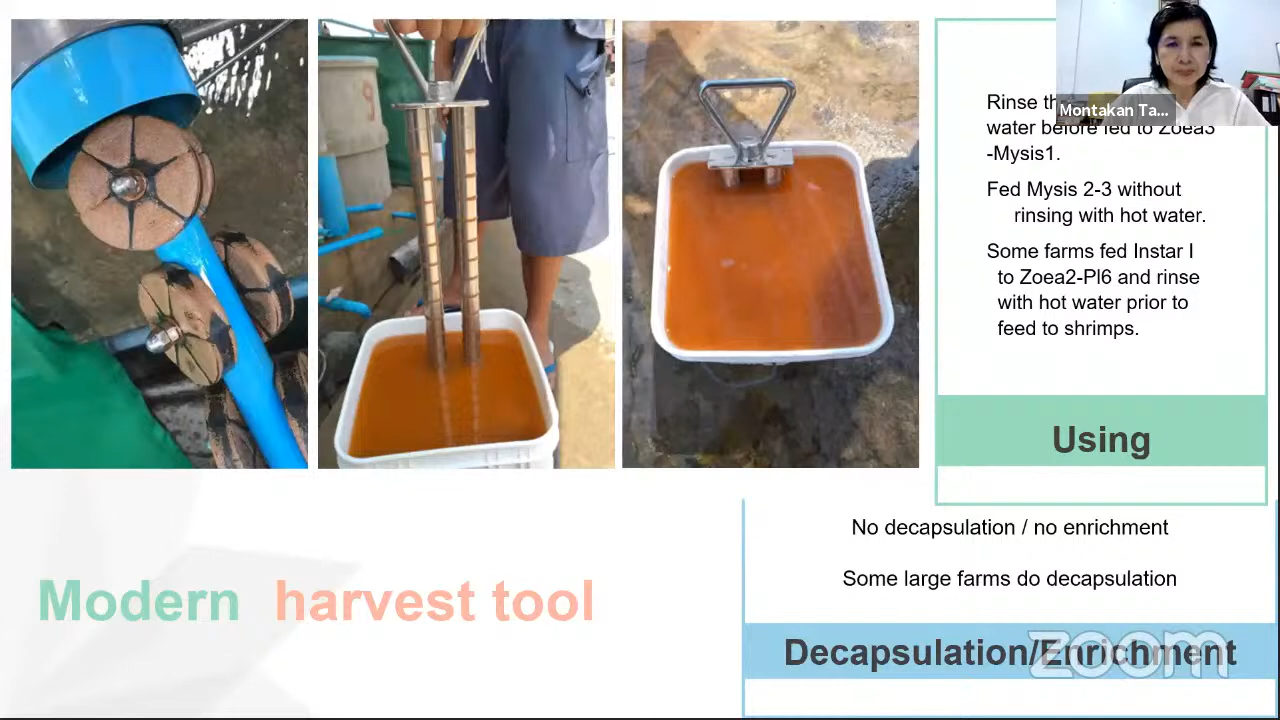 Montakan Ta...
Rinse th
water before fed to Zoea3
-Mysis1.
Fed Mysis 2-3 without
rinsing with hot water.
Some farms fed Instar I
to Zoea2-Pl6 and rinse
with hot water prior to
feed to shrimps.
Using
No decapsulation / no enrichment
Some large farms do decapsulation
Modern harvest tool
Decapsulation/Enrichment
zoom
9